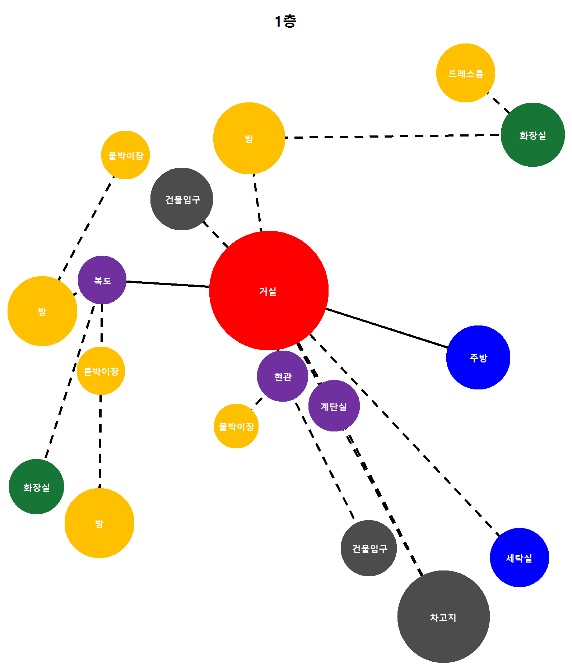 1층
드레스룸
화장실
방
붙박이장
건물입구
복도
거실
방
주방
붙박이장
현관
계단실
붙박이장
화장실
방
건물입구
세탁실
차고지